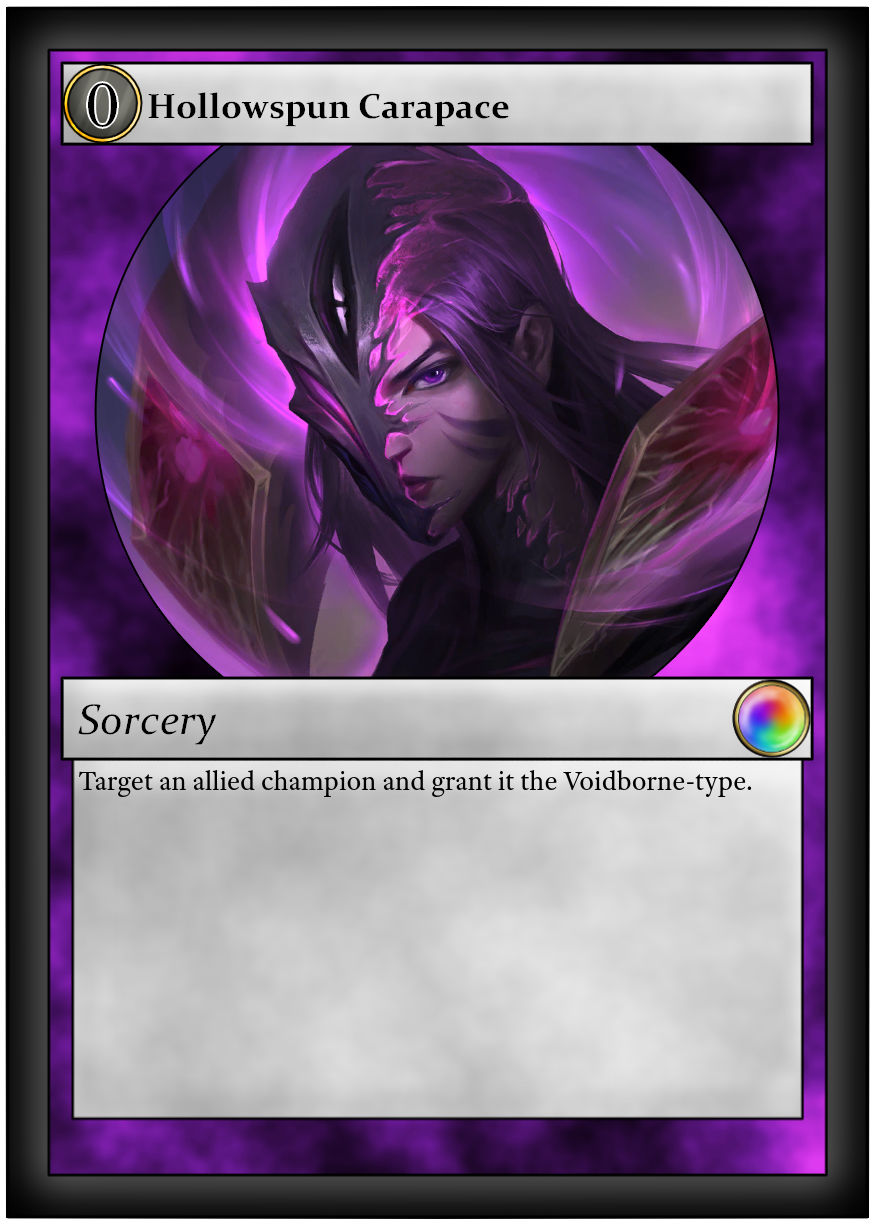 0
Hollowspun Carapace
Sorcery
Target an allied champion and grant it the Voidborne-type.